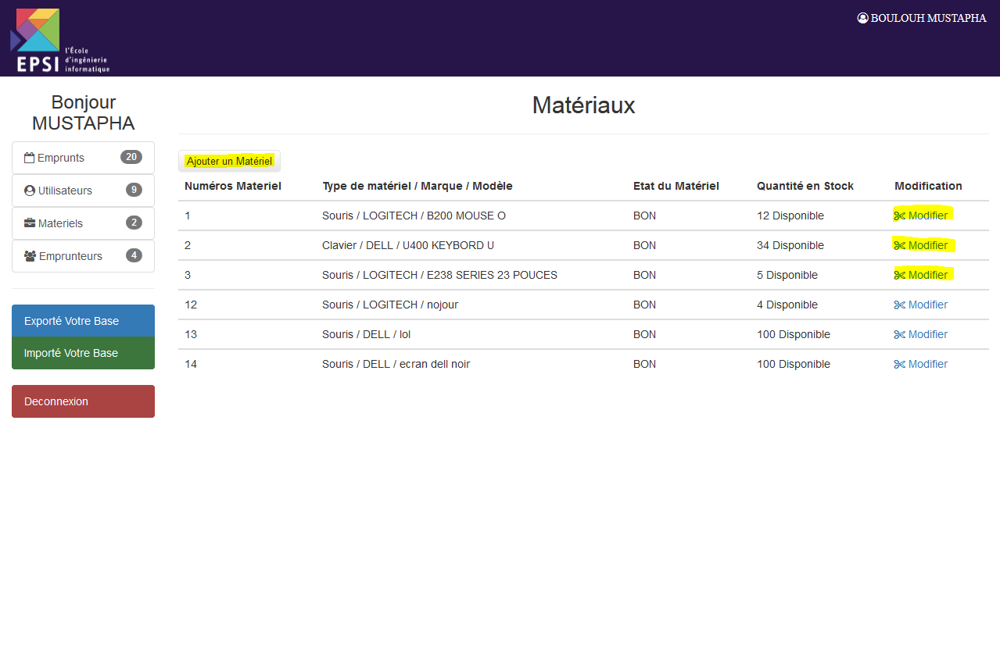 BOULOUH MUSTAPHA
EPSI
l'École
d'ingénierie
informatique
Bonjour
MUSTAPHA
Emprunts 20
Utilisateurs 9
Materiels 2
Emprunteurs 4
Exporté Votre Base
Importé Votre Base
Deconnexion
Matériaux
Ajouter un Matériel
Numéros Materiel Type de matériel / Marque / Modèle Etat du Matériel Quantité en Stock Modification
1 Souris / LOGITECH / B200 MOUSE O BON 12 Disponible Modifier
2 Clavier / DELL / U400 KEYBORD U BON 34 Disponible Modifier
3 Souris / LOGITECH / E238 SERIES 23 POUCES BON 5 Disponible Modifier
12 Souris / LOGITECH / nojour BON 4 Disponible Modifier
13 Souris / DELL / lol BON 100 Disponible Modifier
14 Souris / DELL / ecran dell noir BON 100 Disponible Modifier